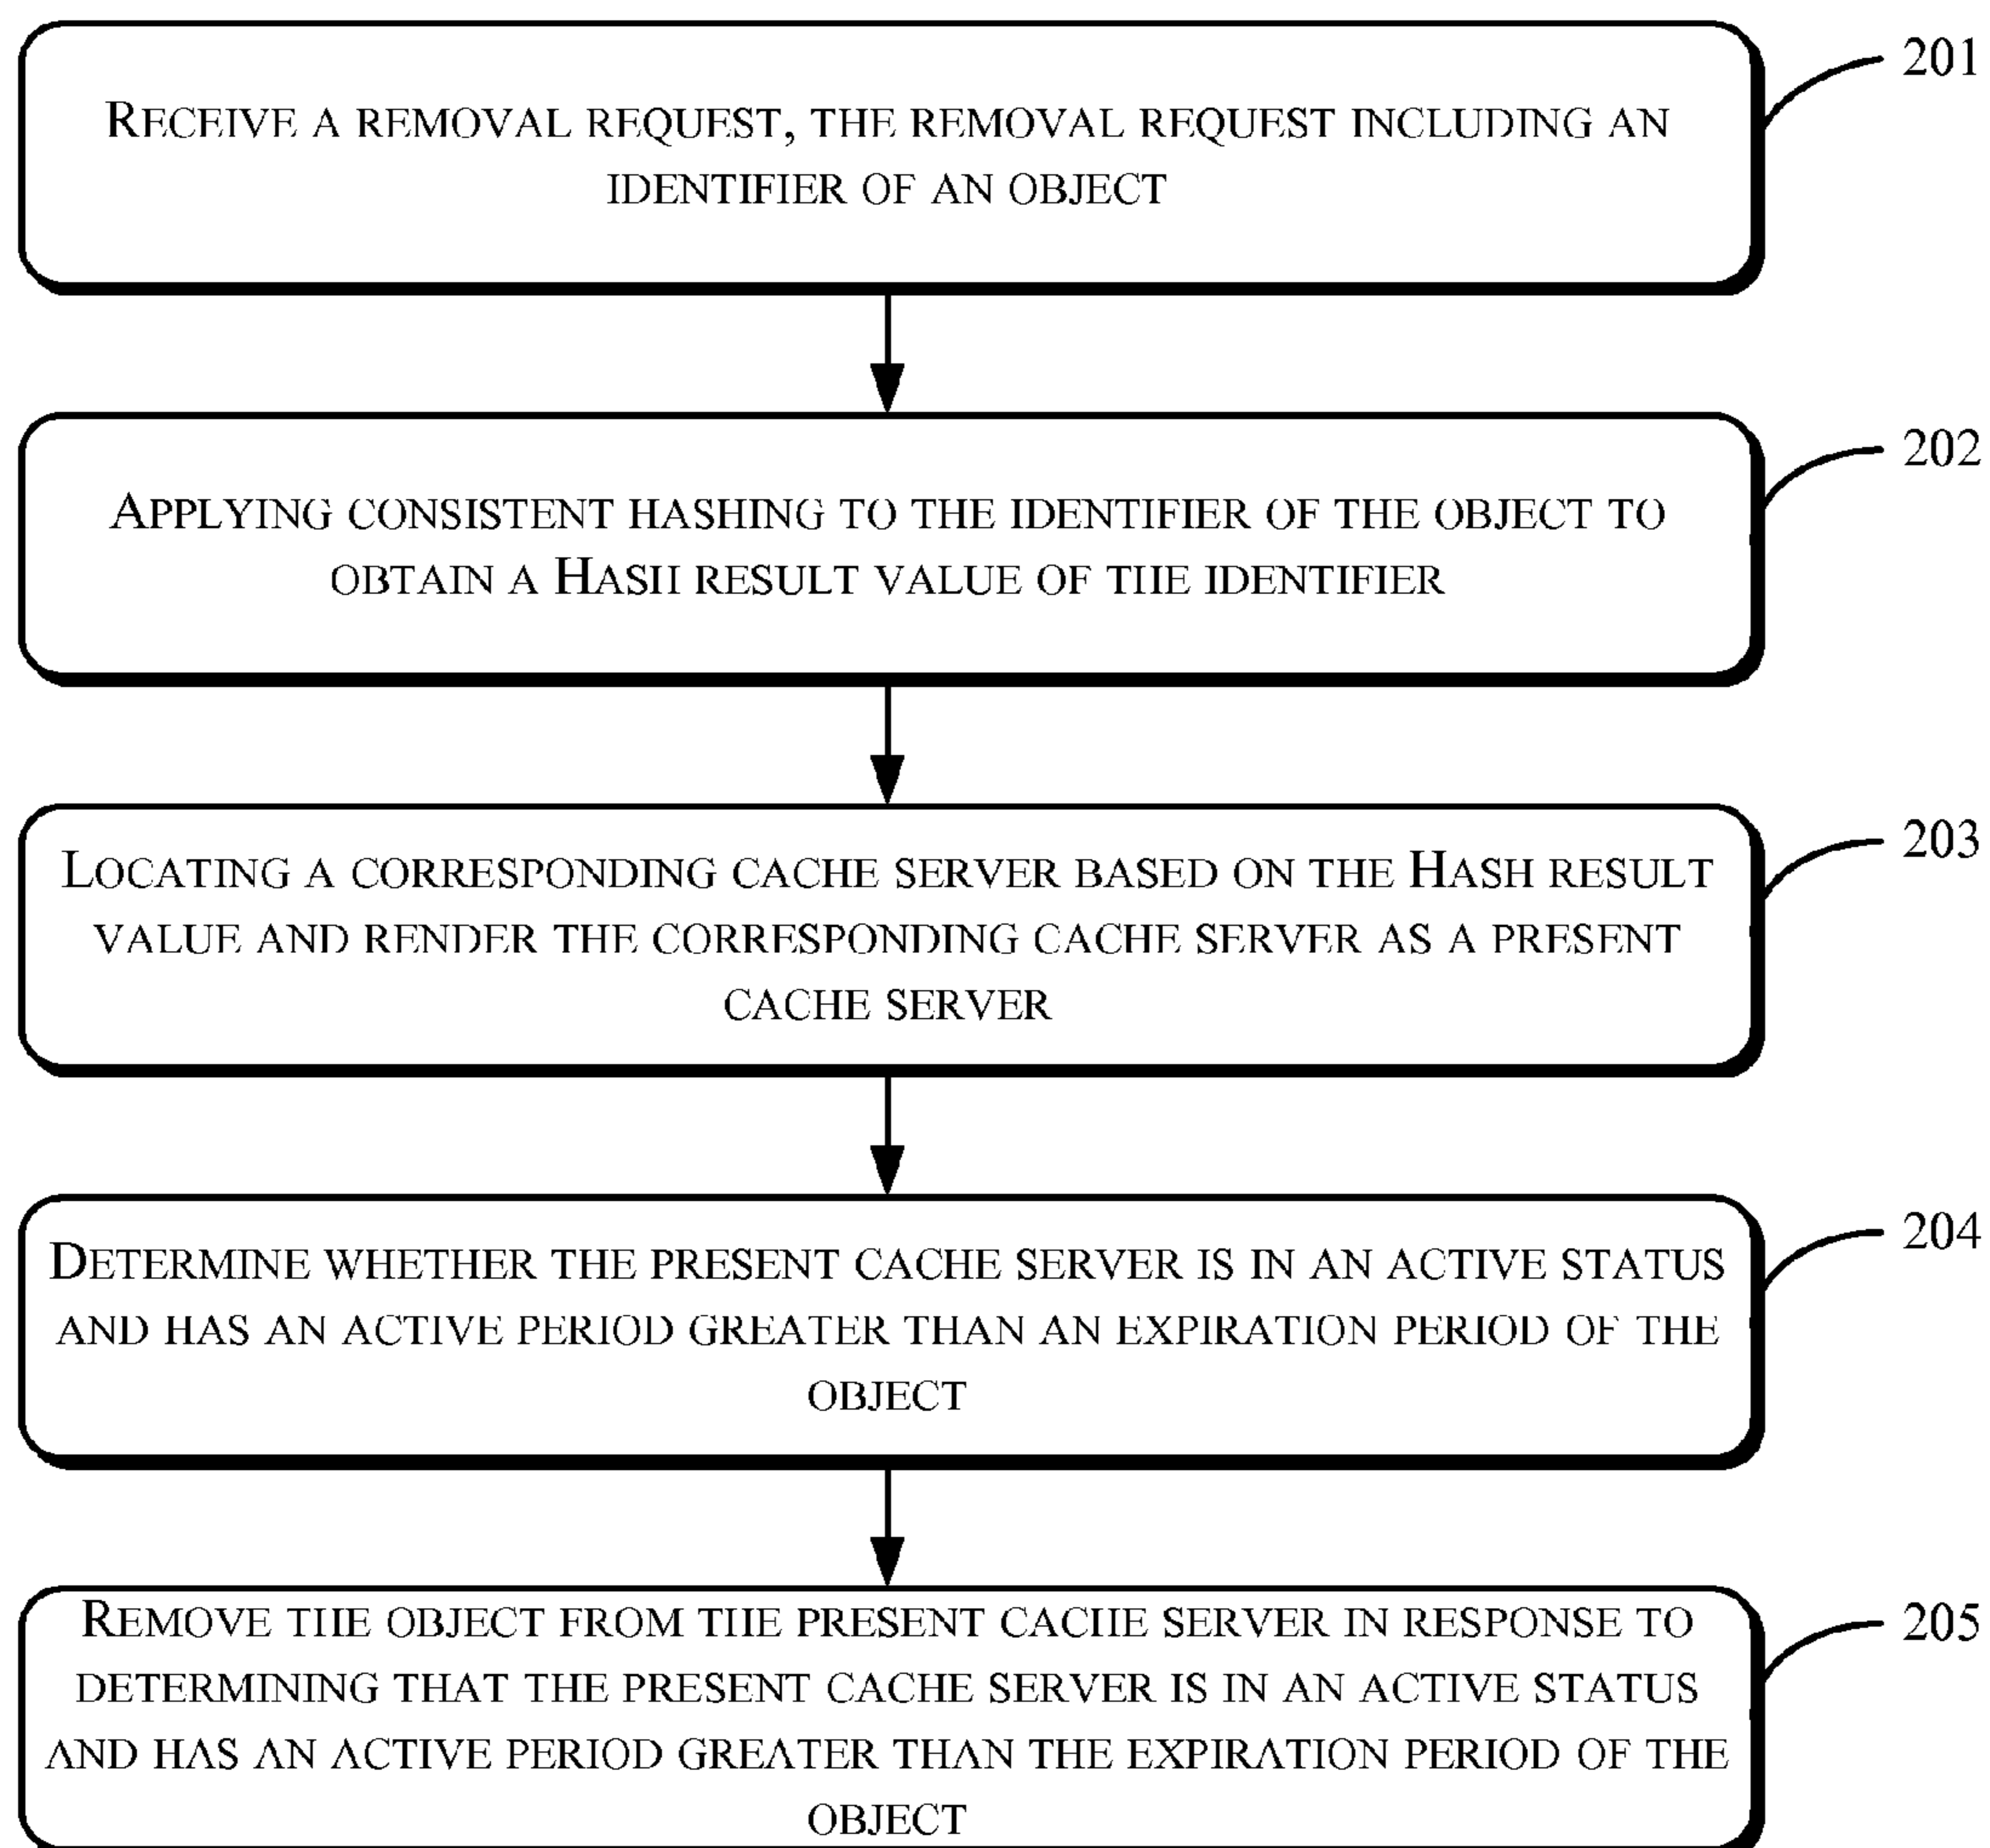 RECEIVE A REMOVAL REQUEST, THE REMOVAL REQUEST INCLUDING AN
IDENTIFIER OF AN OBJECT
201
APPLYING CONSISTENT HASHING TO THE IDENTIFIER OF THE OBJECT TO
OBTAIN A HASH RESULT VALUE OF THE IDENTIFIER
202
LOCATING A CORRESPONDING CACHE SERVER BASED ON THE HASH RESULT
VALUE AND RENDER THE CORRESPONDING CACHE SERVER AS A PRESENT
CACHE SERVER
203
DETERMINE WHETHER THE PRESENT CACHE SERVER IS IN AN ACTIVE STATUS
AND HAS AN ACTIVE PERIOD GREATER THAN AN EXPIRATION PERIOD OF THE
OBJECT
204
REMOVE THE OBJECT FROM THE PRESENT CACHE SERVER IN RESPONSE TO
DETERMINING THAT THE PRESENT CACHE SERVER IS IN AN ACTIVE STATUS
AND HAS AN ACTIVE PERIOD GREATER THAN THE EXPIRATION PERIOD OF THE
OBJECT
205